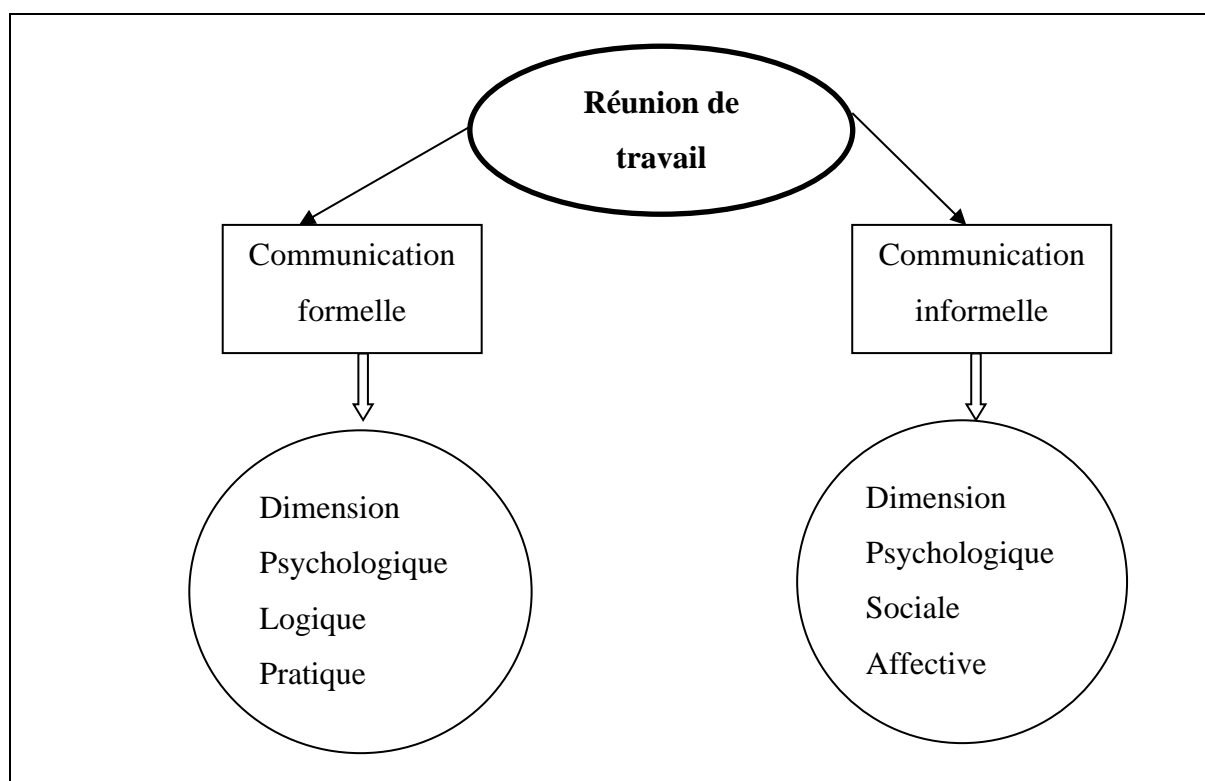 Réunion de
travail
Communication
formelle
Communication
informelle
Dimension
Psychologique
Logique
Pratique
Dimension
Psychologique
Sociale
Affective